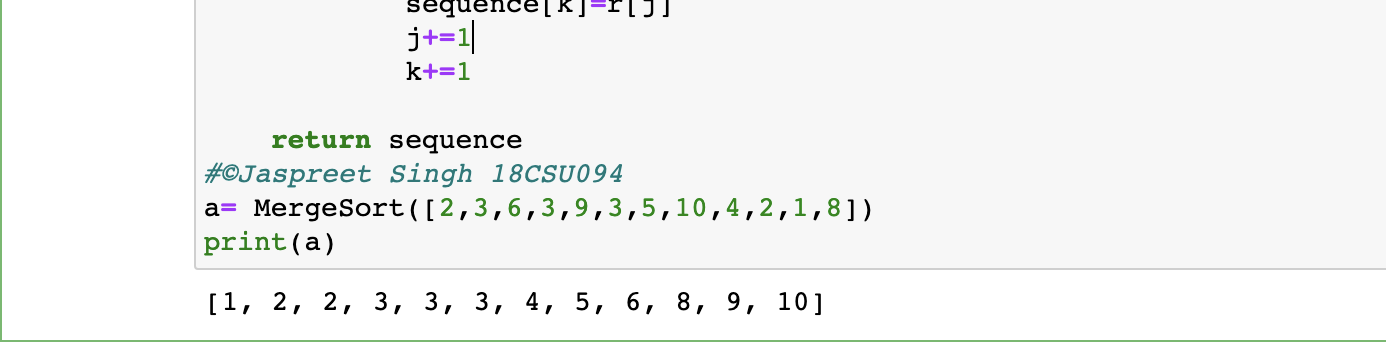 sequence[k]=r[j]
j+=1
k+=1
return sequence
#©Jaspreet Singh 18CSU094
a= MergeSort([2,3,6,3,9,3,5,10,4,2,1,8])
print(a)
[1, 2, 2, 3, 3, 3, 4, 5, 6, 8, 9, 10]